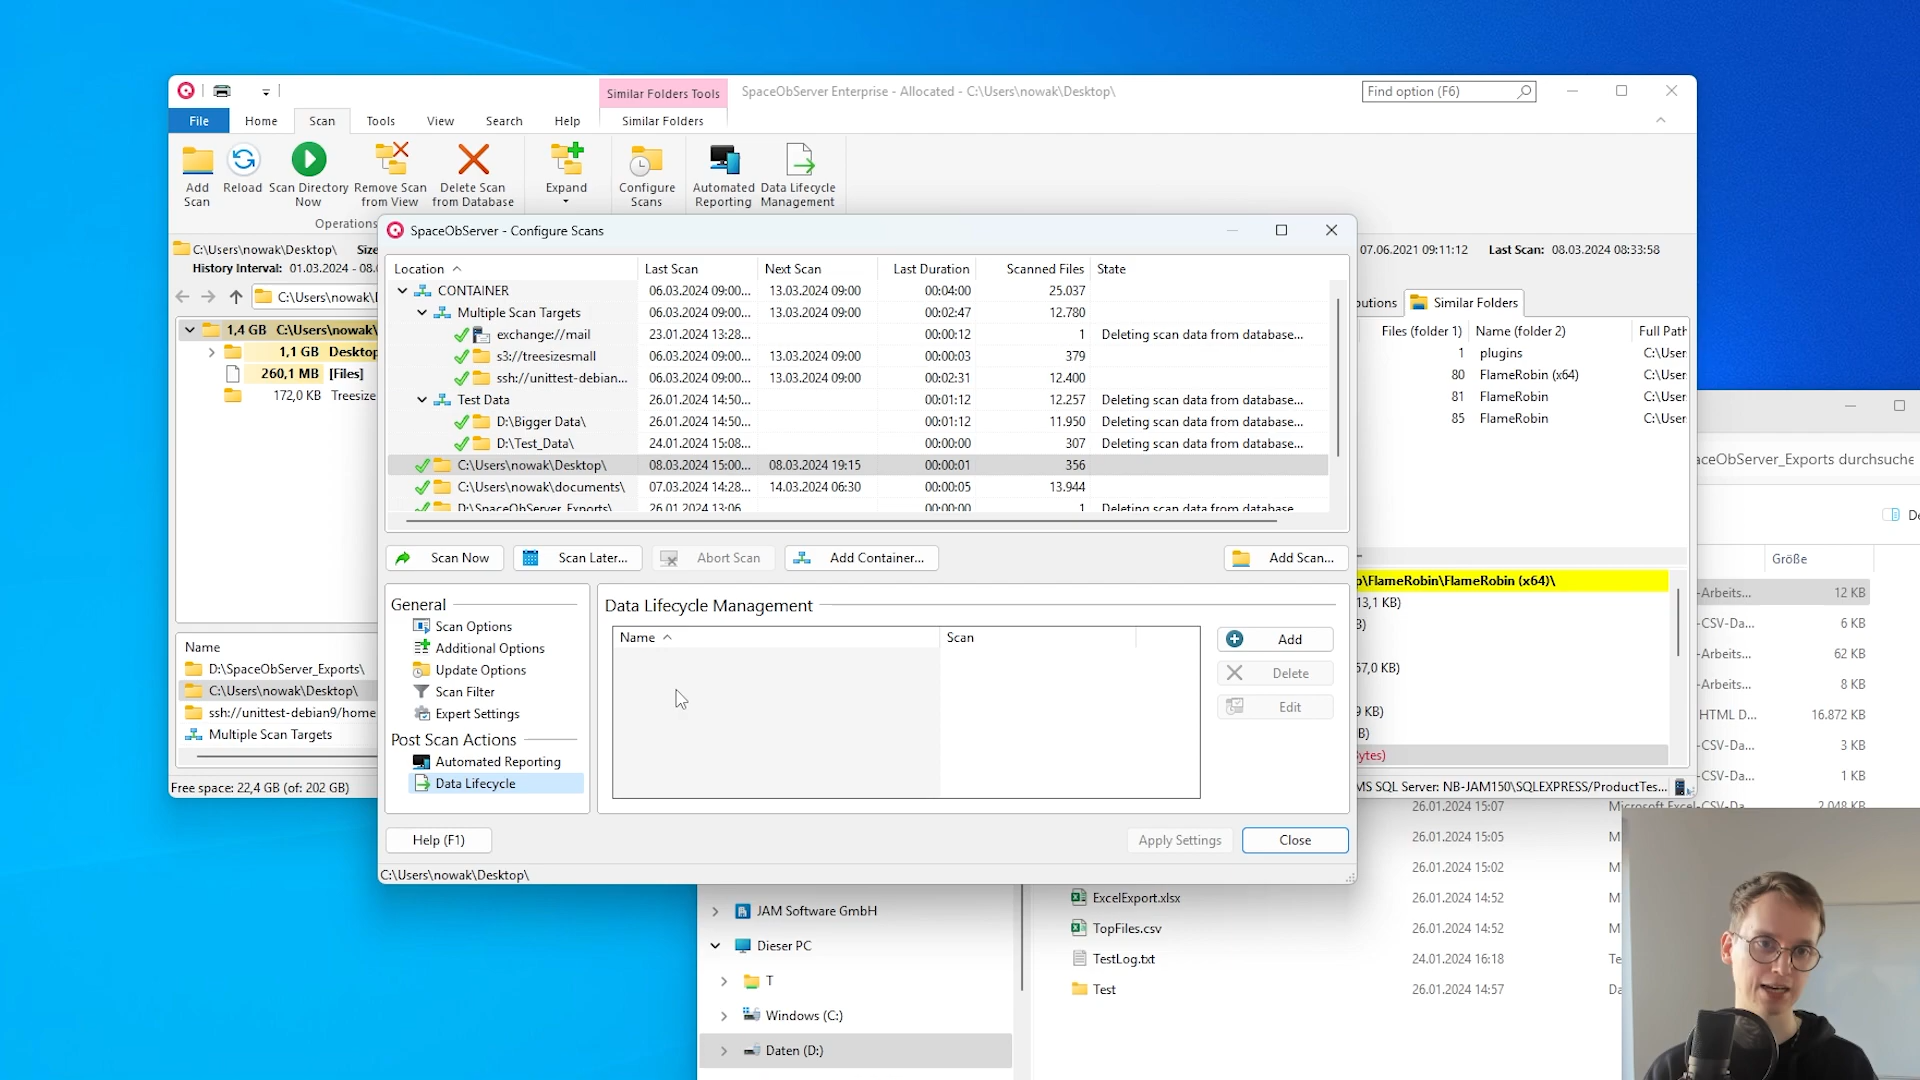 Similar Folders Tools
SpaceObServer Enterprise - Allocated - C:\Users\nowak\Desktop\
Find option (F6)
File
Home
Scan
Tools
View
Search
Help
Similar Folders
Add Scan
Reload
Scan Directory Now
Remove Scan from View
Delete Scan from Database
Expand
Configure Scans
Automated Reporting
Data Lifecycle Management
Operations
C:\Users\nowak\Desktop\ Size
History Interval: 01.03.2024 - 08.
07.06.2021 09:11:12 Last Scan: 08.03.2024 08:33:58
C:\Users\nowak\
1,4 GB C:\Users\nowak\
1,1 GB Desktop
260,1 MB [Files]
172,0 KB Treesize
Name
D:\SpaceObServer_Exports\
C:\Users\nowak\Desktop\
ssh://unittest-debian9/home
Multiple Scan Targets
Free space: 22,4 GB (of: 202 GB)
SpaceObServer - Configure Scans
Location Last Scan Next Scan Last Duration Scanned Files State
CONTAINER 06.03.2024 09:00... 13.03.2024 09:00 00:04:00 25.037
Multiple Scan Targets 06.03.2024 09:00... 13.03.2024 09:00 00:02:47 12.780
exchange://mail 23.01.2024 13:28... 00:00:12 1 Deleting scan data from database...
s3://treesizesmall 06.03.2024 09:00... 13.03.2024 09:00 00:00:03 379
ssh://unittest-debian... 06.03.2024 09:00... 13.03.2024 09:00 00:02:31 12.400
Test Data 26.01.2024 14:50... 00:01:12 12.257 Deleting scan data from database...
D:\Bigger Data\ 26.01.2024 14:50... 00:01:12 11.950 Deleting scan data from database...
D:\Test_Data\ 24.01.2024 15:08... 00:00:00 307 Deleting scan data from database...
C:\Users\nowak\Desktop\ 08.03.2024 15:00... 08.03.2024 19:15 00:00:01 356
C:\Users\nowak\documents\ 07.03.2024 14:28... 14.03.2024 06:30 00:00:05 13.944
D:\SpaceObServer_Exports\ 26.01.2024 13:06 00:00:00 1 Deleting scan data from database
Scan Now
Scan Later...
Abort Scan
Add Container...
Add Scan...
General
Scan Options
Additional Options
Update Options
Scan Filter
Expert Settings
Post Scan Actions
Automated Reporting
Data Lifecycle
Data Lifecycle Management
Name
Scan
Add
Delete
Edit
Help (F1)
Apply Settings
Close
C:\Users\nowak\Desktop\
butions
Similar Folders
Files (folder 1) Name (folder 2) Full Path
1 plugins C:\User
80 FlameRobin (x64) C:\User
81 FlameRobin C:\User
85 FlameRobin C:\User
p\FlameRobin\FlameRobin (x64)\
13,1 KB)
B)
57,0 KB)
9 KB)
B)
ytes)
MS SQL Server: NB-JAM150\SQLEXPRESS/ProductTes...
aceObServer_Exports durchsuche
De
Größe
-Arbeits... 12 KB
-CSV-Da... 6 KB
-Arbeits... 62 KB
-Arbeits... 8 KB
HTML D... 16.872 KB
-CSV-Da... 3 KB
-CSV-Da... 1 KB
26.01.2024 15:07 Microsoft Excel-CSV-Da 2.048 KB
26.01.2024 15:05 M
26.01.2024 15:02 M
ExcelExport.xlsx 26.01.2024 14:52 M
TopFiles.csv 26.01.2024 14:52 M
TestLog.txt 24.01.2024 16:18 Te
Test 26.01.2024 14:57 Da
JAM Software GmbH
Dieser PC
T
Windows (C:)
Daten (D:)